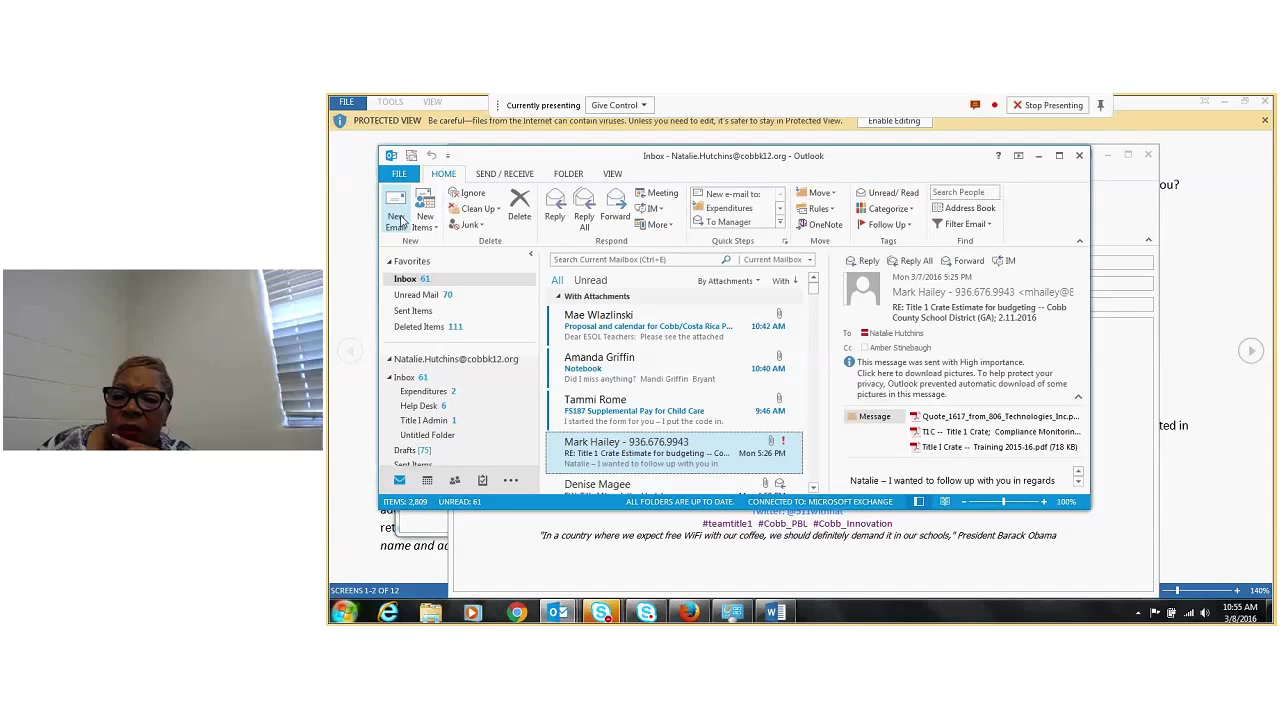 FILE TOOLS VIEW
Currently presenting Give Control Stop Presenting
PROTECTED VIEW Be careful—files from the Internet can contain viruses. Unless you need to edit, it's safer to stay in Protected View. Enable Editing
Inbox - Natalie.Hutchins@cobbk12.org - Outlook
FILE HOME SEND / RECEIVE FOLDER VIEW
New Email
New Items
New
Ignore
Clean Up
Junk
Delete
Delete
Reply
Reply All
Forward
Meeting
IM
More
Respond
New e-mail to:
Expenditures
To Manager
Quick Steps
Move
Rules
OneNote
Move
Unread/ Read
Categorize
Follow Up
Tags
Search People
Address Book
Filter Email
Find
you?
Favorites
Inbox 61
Unread Mail 70
Sent Items
Deleted Items 111
Natalie.Hutchins@cobbk12.org
Inbox 61
Expenditures 2
Help Desk 6
Title I Admin 1
Untitled Folder
Drafts [75]
Sent Items
Search Current Mailbox (Ctrl+E) Current Mailbox
All Unread By Attachments With
With Attachments
Mae Wlazlinski
Proposal and calendar for Cobb/Costa Rica P... 10:42 AM
Dear ESOL Teachers: Please see the attached
Amanda Griffin
Notebook 10:40 AM
Did I miss anything? Mandi Griffin Bryant
Tammi Rome
FS187 Supplemental Pay for Child Care 9:46 AM
I started the form for you – I put the code in.
Mark Hailey - 936.676.9943 !
RE: Title 1 Crate Estimate for budgeting -- Co... Mon 5:26 PM
Natalie – I wanted to follow up with you in
Denise Magee
Reply Reply All Forward IM
Mon 3/7/2016 5:25 PM
Mark Hailey - 936.676.9943 <mhailey@8
RE: Title 1 Crate Estimate for budgeting -- Cobb
County School District (GA); 2.11.2016
To Natalie Hutchins
Cc Amber Stinebaugh
This message was sent with High importance.
Click here to download pictures. To help protect your
privacy, Outlook prevented automatic download of some
pictures in this message.
Message
Quote_1617_from_806_Technologies_Inc.p...
T1C -- Title 1 Crate; Compliance Monitorin...
Title I Crate -- Training 2015-16.pdf (718 KB)
Natalie – I wanted to follow up with you in regards
ted in
ITEMS: 2,809 UNREAD: 61 ALL FOLDERS ARE UP TO DATE. CONNECTED TO: MICROSOFT EXCHANGE 100%
ret
name and ac
#teamtitle1 #Cobb_PBL #Cobb_Innovation
"In a country where we expect free WiFi with our coffee, we should definitely demand it in our schools," President Barack Obama
SCREENS 1-2 OF 12 140%
10:55 AM
3/8/2016